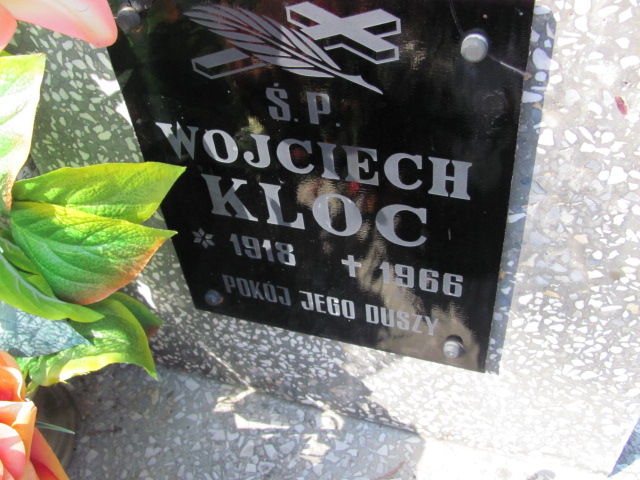 Ś. P.
WOJCIECH
KLOC
* 1918 † 1966
POKÓJ JEGO DUSZY